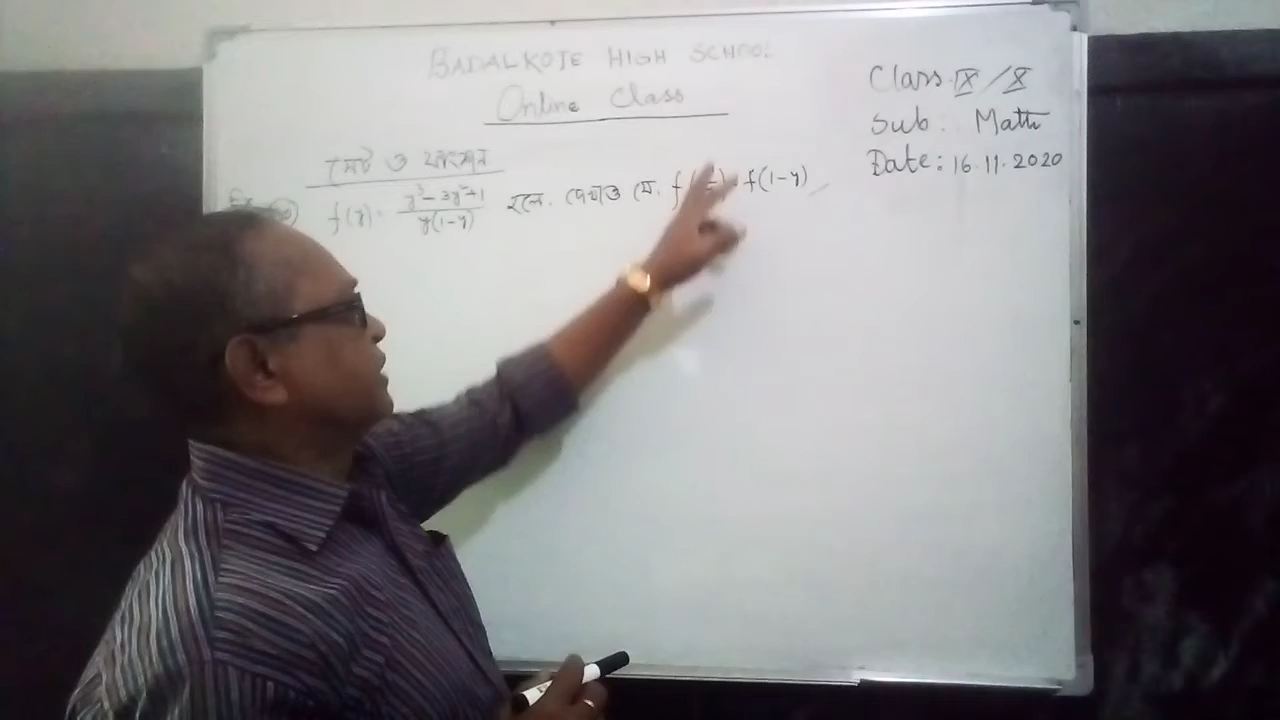 BADALKOTE HIGH SCHOOL
Online Class
Class: IX / X
Sub: Math
Date: 16.11.2020
সেট ও ফাংশন
f(y) = y³ - 3y² + 1 / y(1-y) হলে, দেখাও যে, f( ) = f(1-y)